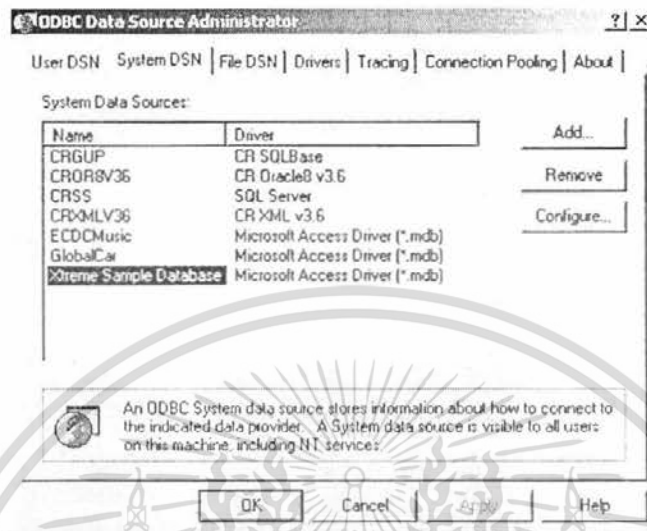 ODBC Data Source Administrator ? ×
User DSN System DSN File DSN Drivers Tracing Connection Pooling About
System Data Sources:
Name Driver
CRGUP CR SQLBase
CROR8V36 CR Oracle8 v3.6
CRSS SQL Server
CRXMLV36 CR XML v3.6
ECDCMusic Microsoft Access Driver (*.mdb)
GlobalCar Microsoft Access Driver (*.mdb)
Xtreme Sample Database Microsoft Access Driver (*.mdb)
Add...
Remove
Configure...
An ODBC System data source stores information about how to connect to
the indicated data provider. A System data source is visible to all users
on this machine, including NT services.
OK Cancel Apply Help